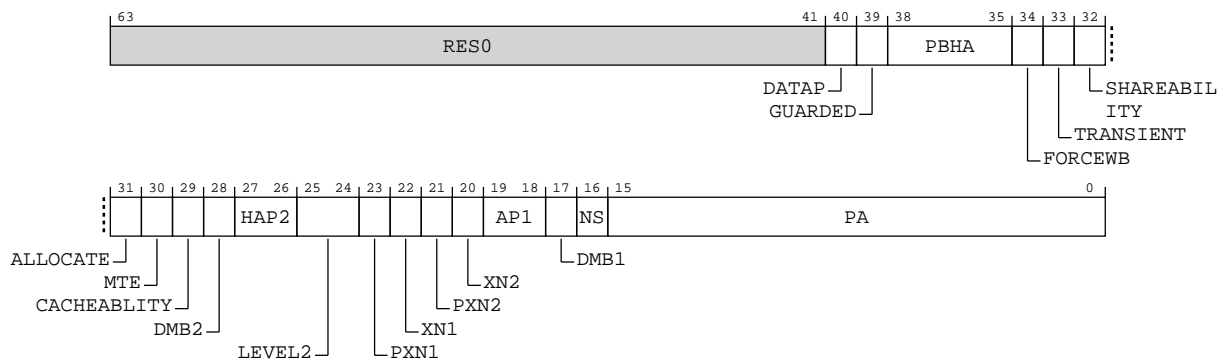 63 41 40 39 38 35 34 33 32
RES0 PBHA
DATAP SHAREABIL
GUARDED ITY
TRANSIENT
FORCEWB
31 30 29 28 27 26 25 24 23 22 21 20 19 18 17 16 15 0
HAP2 AP1 NS PA
ALLOCATE DMB1
MTE XN2
CACHEABLITY PXN2
DMB2 XN1
LEVEL2 PXN1